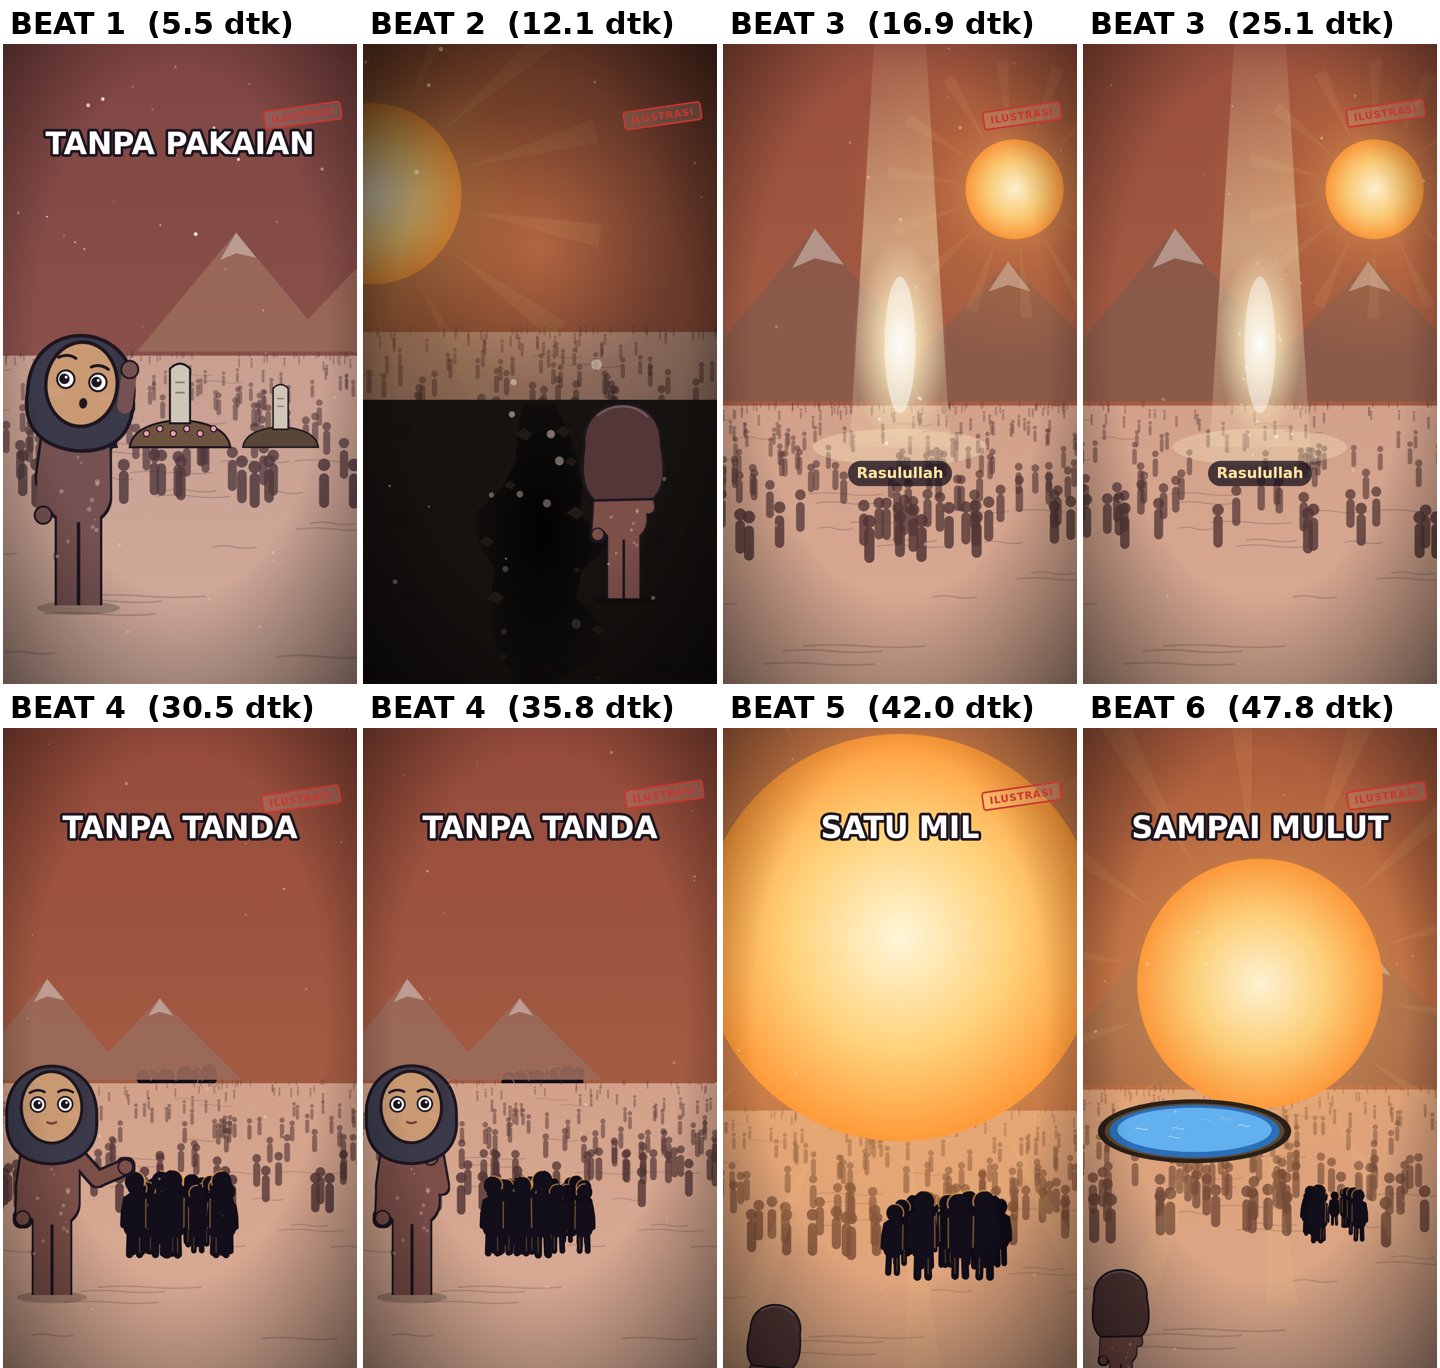 BEAT 1 (5.5 dtk)
ILUSTRASI
TANPA PAKAIAN
BEAT 2 (12.1 dtk)
ILUSTRASI
BEAT 3 (16.9 dtk)
ILUSTRASI
Rasulullah
BEAT 3 (25.1 dtk)
ILUSTRASI
Rasulullah
BEAT 4 (30.5 dtk)
ILUSTRASI
TANPA TANDA
BEAT 4 (35.8 dtk)
ILUSTRASI
TANPA TANDA
BEAT 5 (42.0 dtk)
ILUSTRASI
SATU MIL
BEAT 6 (47.8 dtk)
ILUSTRASI
SAMPAI MULUT